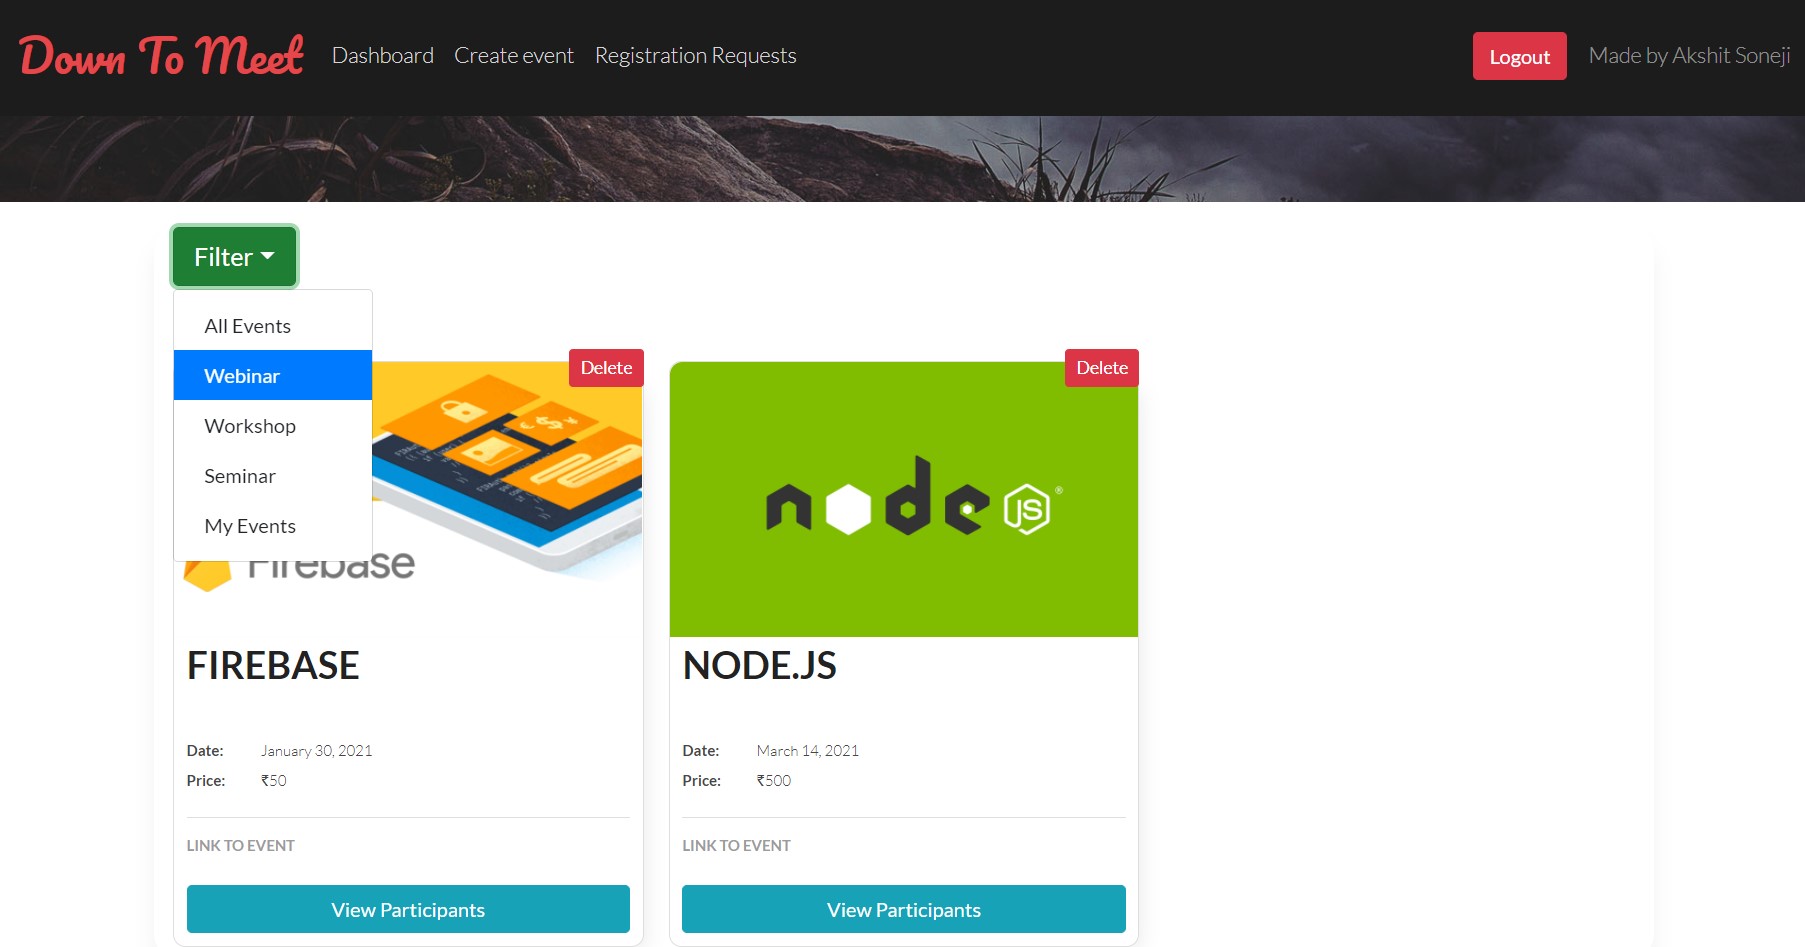 Down To Meet Dashboard Create event Registration Requests Logout Made by Akshit Soneji
Filter
All Events
Webinar
Workshop
Seminar
My Events
Delete
Firebase
FIREBASE
Date: January 30, 2021
Price: ₹50
LINK TO EVENT
View Participants
Delete
node JS ®
NODE.JS
Date: March 14, 2021
Price: ₹500
LINK TO EVENT
View Participants